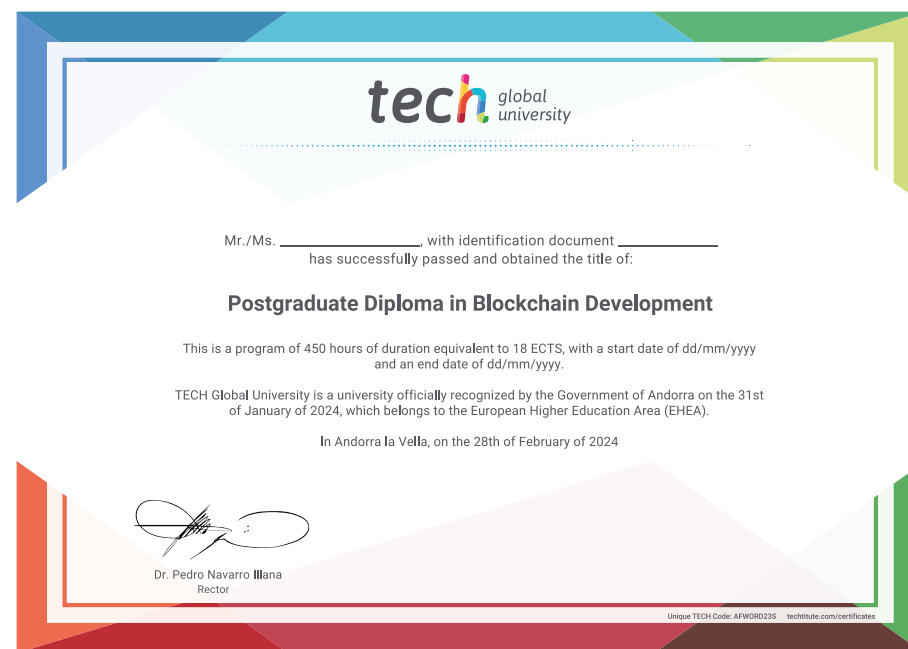 tech global university
Mr./Ms. ____________________, with identification document ______________
has successfully passed and obtained the title of:
Postgraduate Diploma in Blockchain Development
This is a program of 450 hours of duration equivalent to 18 ECTS, with a start date of dd/mm/yyyy
and an end date of dd/mm/yyyy.
TECH Global University is a university officially recognized by the Government of Andorra on the 31st
of January of 2024, which belongs to the European Higher Education Area (EHEA).
In Andorra la Vella, on the 28th of February of 2024
Dr. Pedro Navarro Illana
Rector
Unique TECH Code: AFWORD23S techtitute.com/certificates